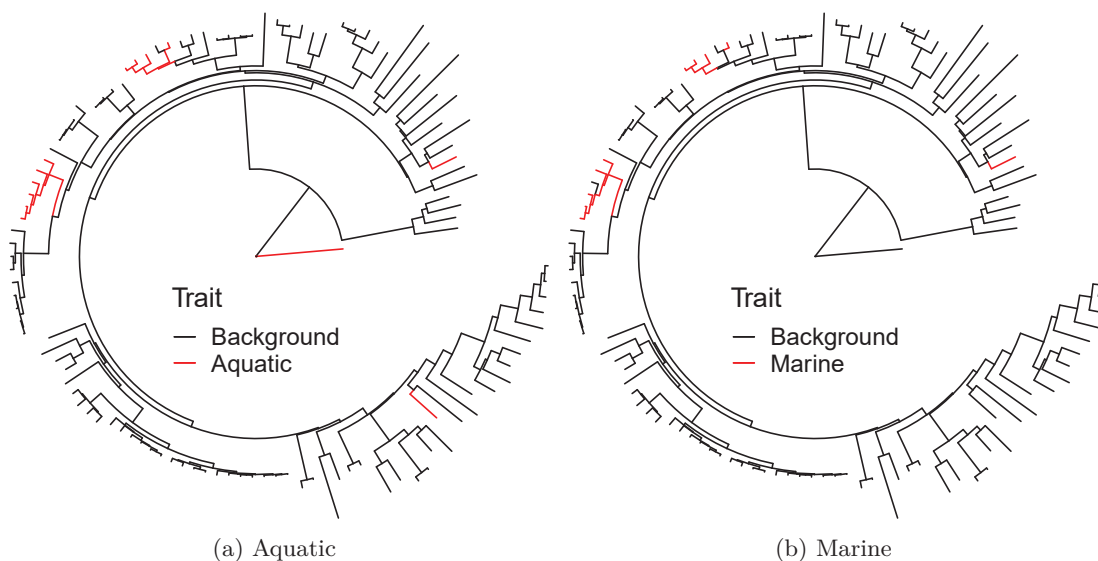 Trait
Background
Aquatic
Trait
Background
Marine
(a) Aquatic
(b) Marine